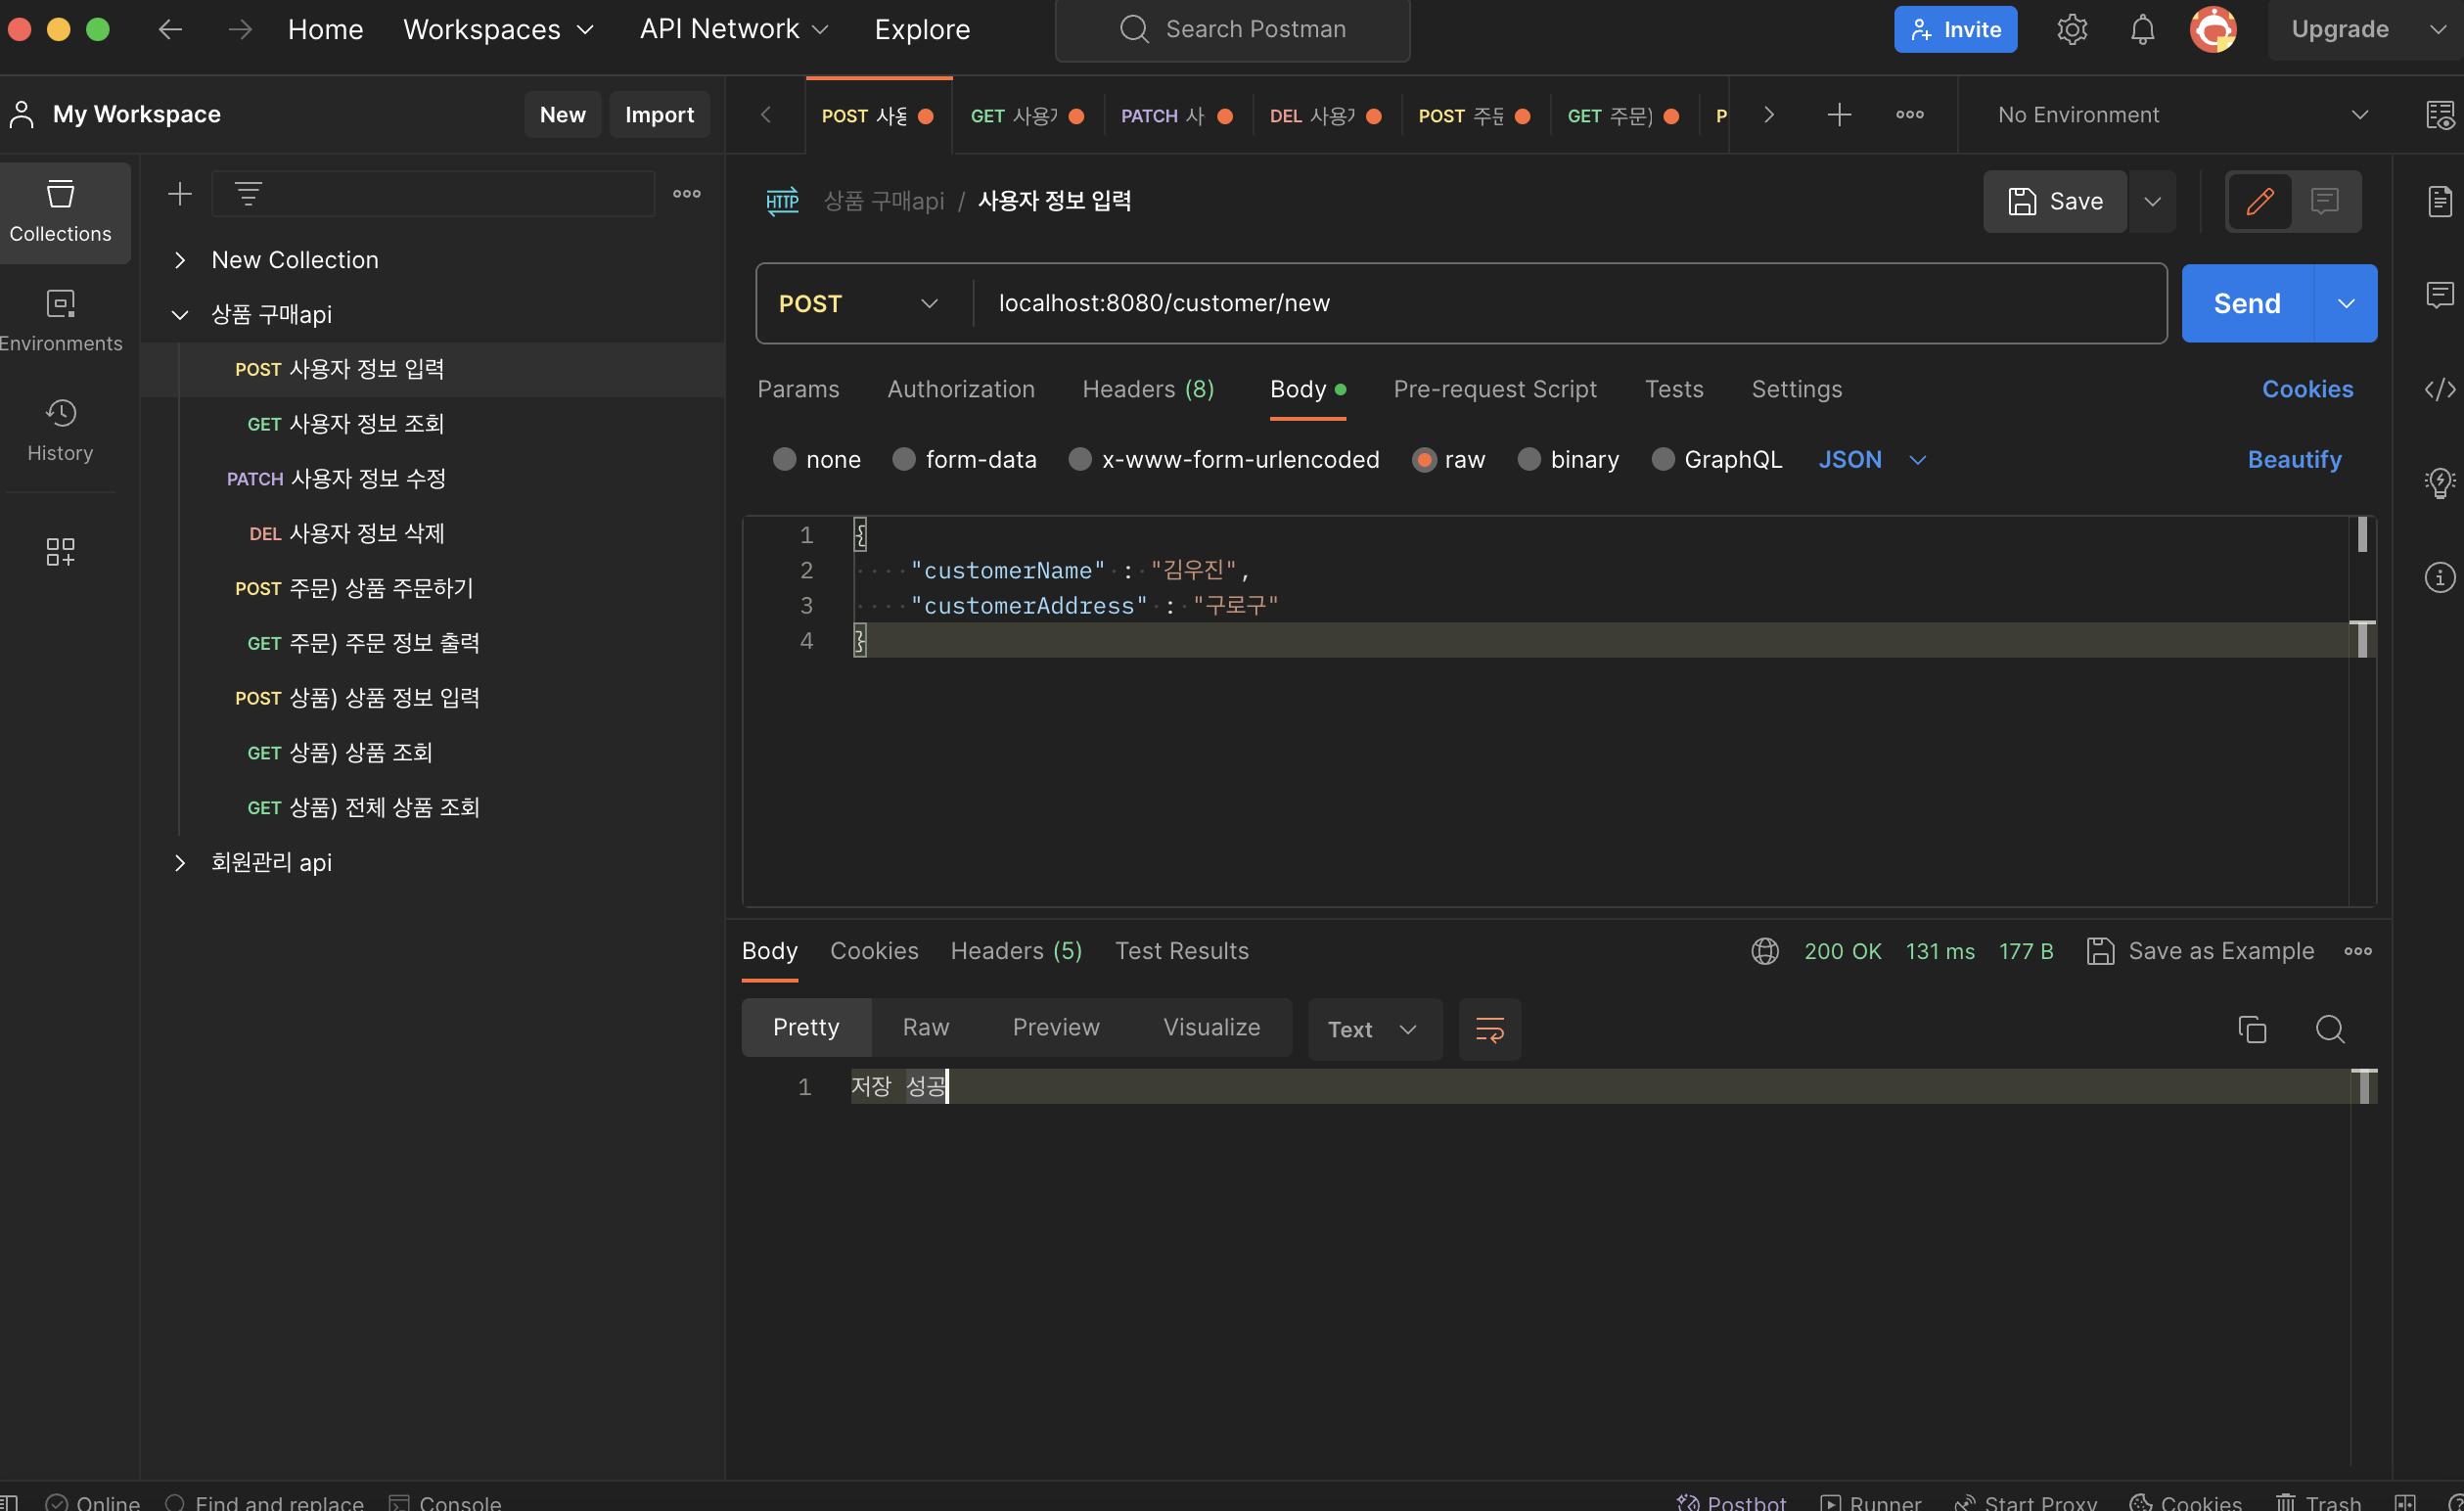 Home Workspaces API Network Explore Search Postman Invite Upgrade
My Workspace New Import
POST 사용 GET 사용 PATCH 사 DEL 사용 POST 주문 GET 주문) P No Environment
Collections
Environments
History
New Collection
상품 구매api
POST 사용자 정보 입력
GET 사용자 정보 조회
PATCH 사용자 정보 수정
DEL 사용자 정보 삭제
POST 주문) 상품 주문하기
GET 주문) 주문 정보 출력
POST 상품) 상품 정보 입력
GET 상품) 상품 조회
GET 상품) 전체 상품 조회
회원관리 api
HTTP 상품 구매api / 사용자 정보 입력 Save
POST localhost:8080/customer/new Send
Params Authorization Headers (8) Body Pre-request Script Tests Settings Cookies
none form-data x-www-form-urlencoded raw binary GraphQL JSON Beautify
1 {
2 "customerName" : "김우진",
3 "customerAddress" : "구로구"
4 }
Body Cookies Headers (5) Test Results 200 OK 131 ms 177 B Save as Example
Pretty Raw Preview Visualize Text
1 저장 성공
Online Find and replace Console Postbot Runner Start Proxy Cookies Trash